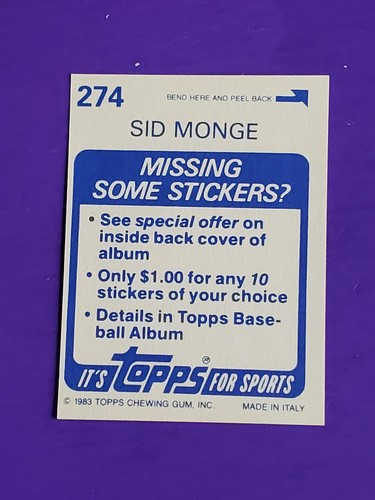 274
BEND HERE AND PEEL BACK
SID MONGE
MISSING
SOME STICKERS?
• See special offer on
inside back cover of
album
• Only $1.00 for any 10
stickers of your choice
• Details in Topps Base-
ball Album
IT'S Topps® FOR SPORTS
© 1983 TOPPS CHEWING GUM, INC. MADE IN ITALY